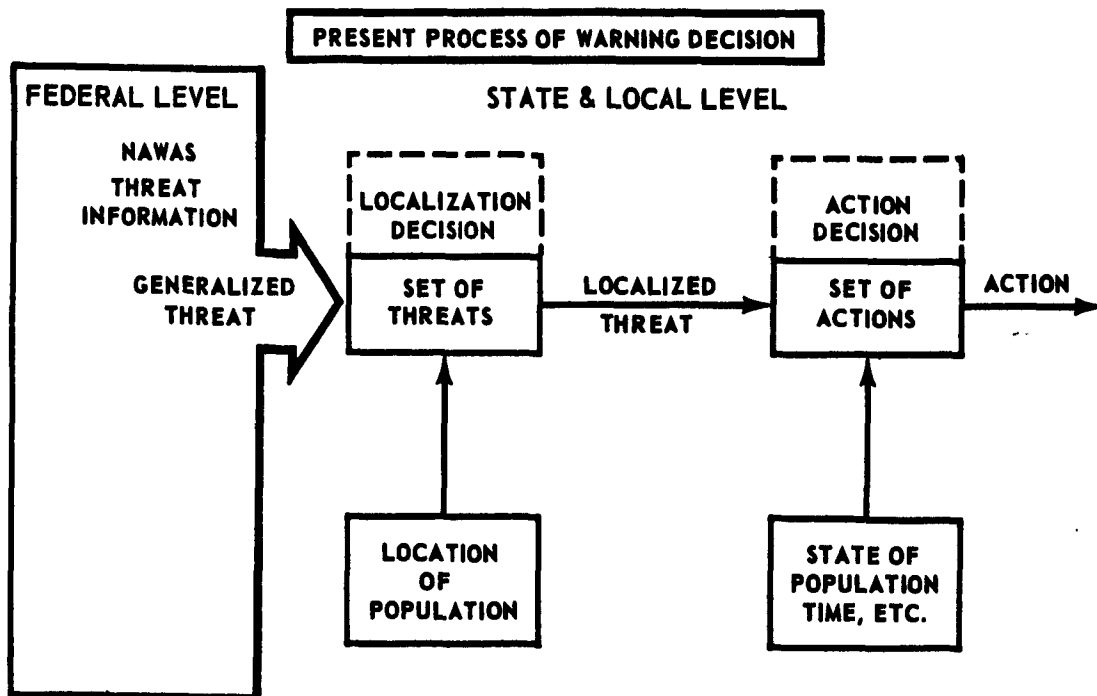 PRESENT PROCESS OF WARNING DECISION
FEDERAL LEVEL
STATE & LOCAL LEVEL
NAWAS
THREAT
INFORMATION
GENERALIZED
THREAT
LOCALIZATION
DECISION
SET OF
THREATS
LOCALIZED
THREAT
ACTION
DECISION
SET OF
ACTIONS
ACTION
LOCATION
OF
POPULATION
STATE OF
POPULATION
TIME, ETC.